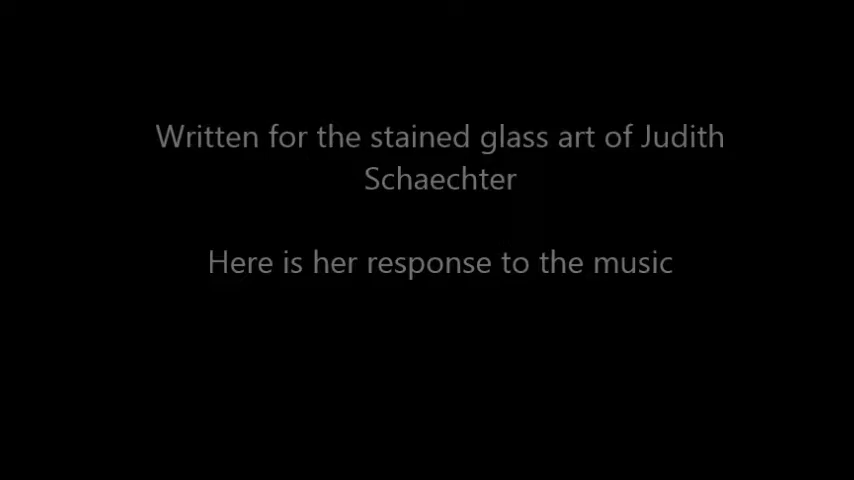 Written for the stained glass art of Judith
Schaechter
Here is her response to the music